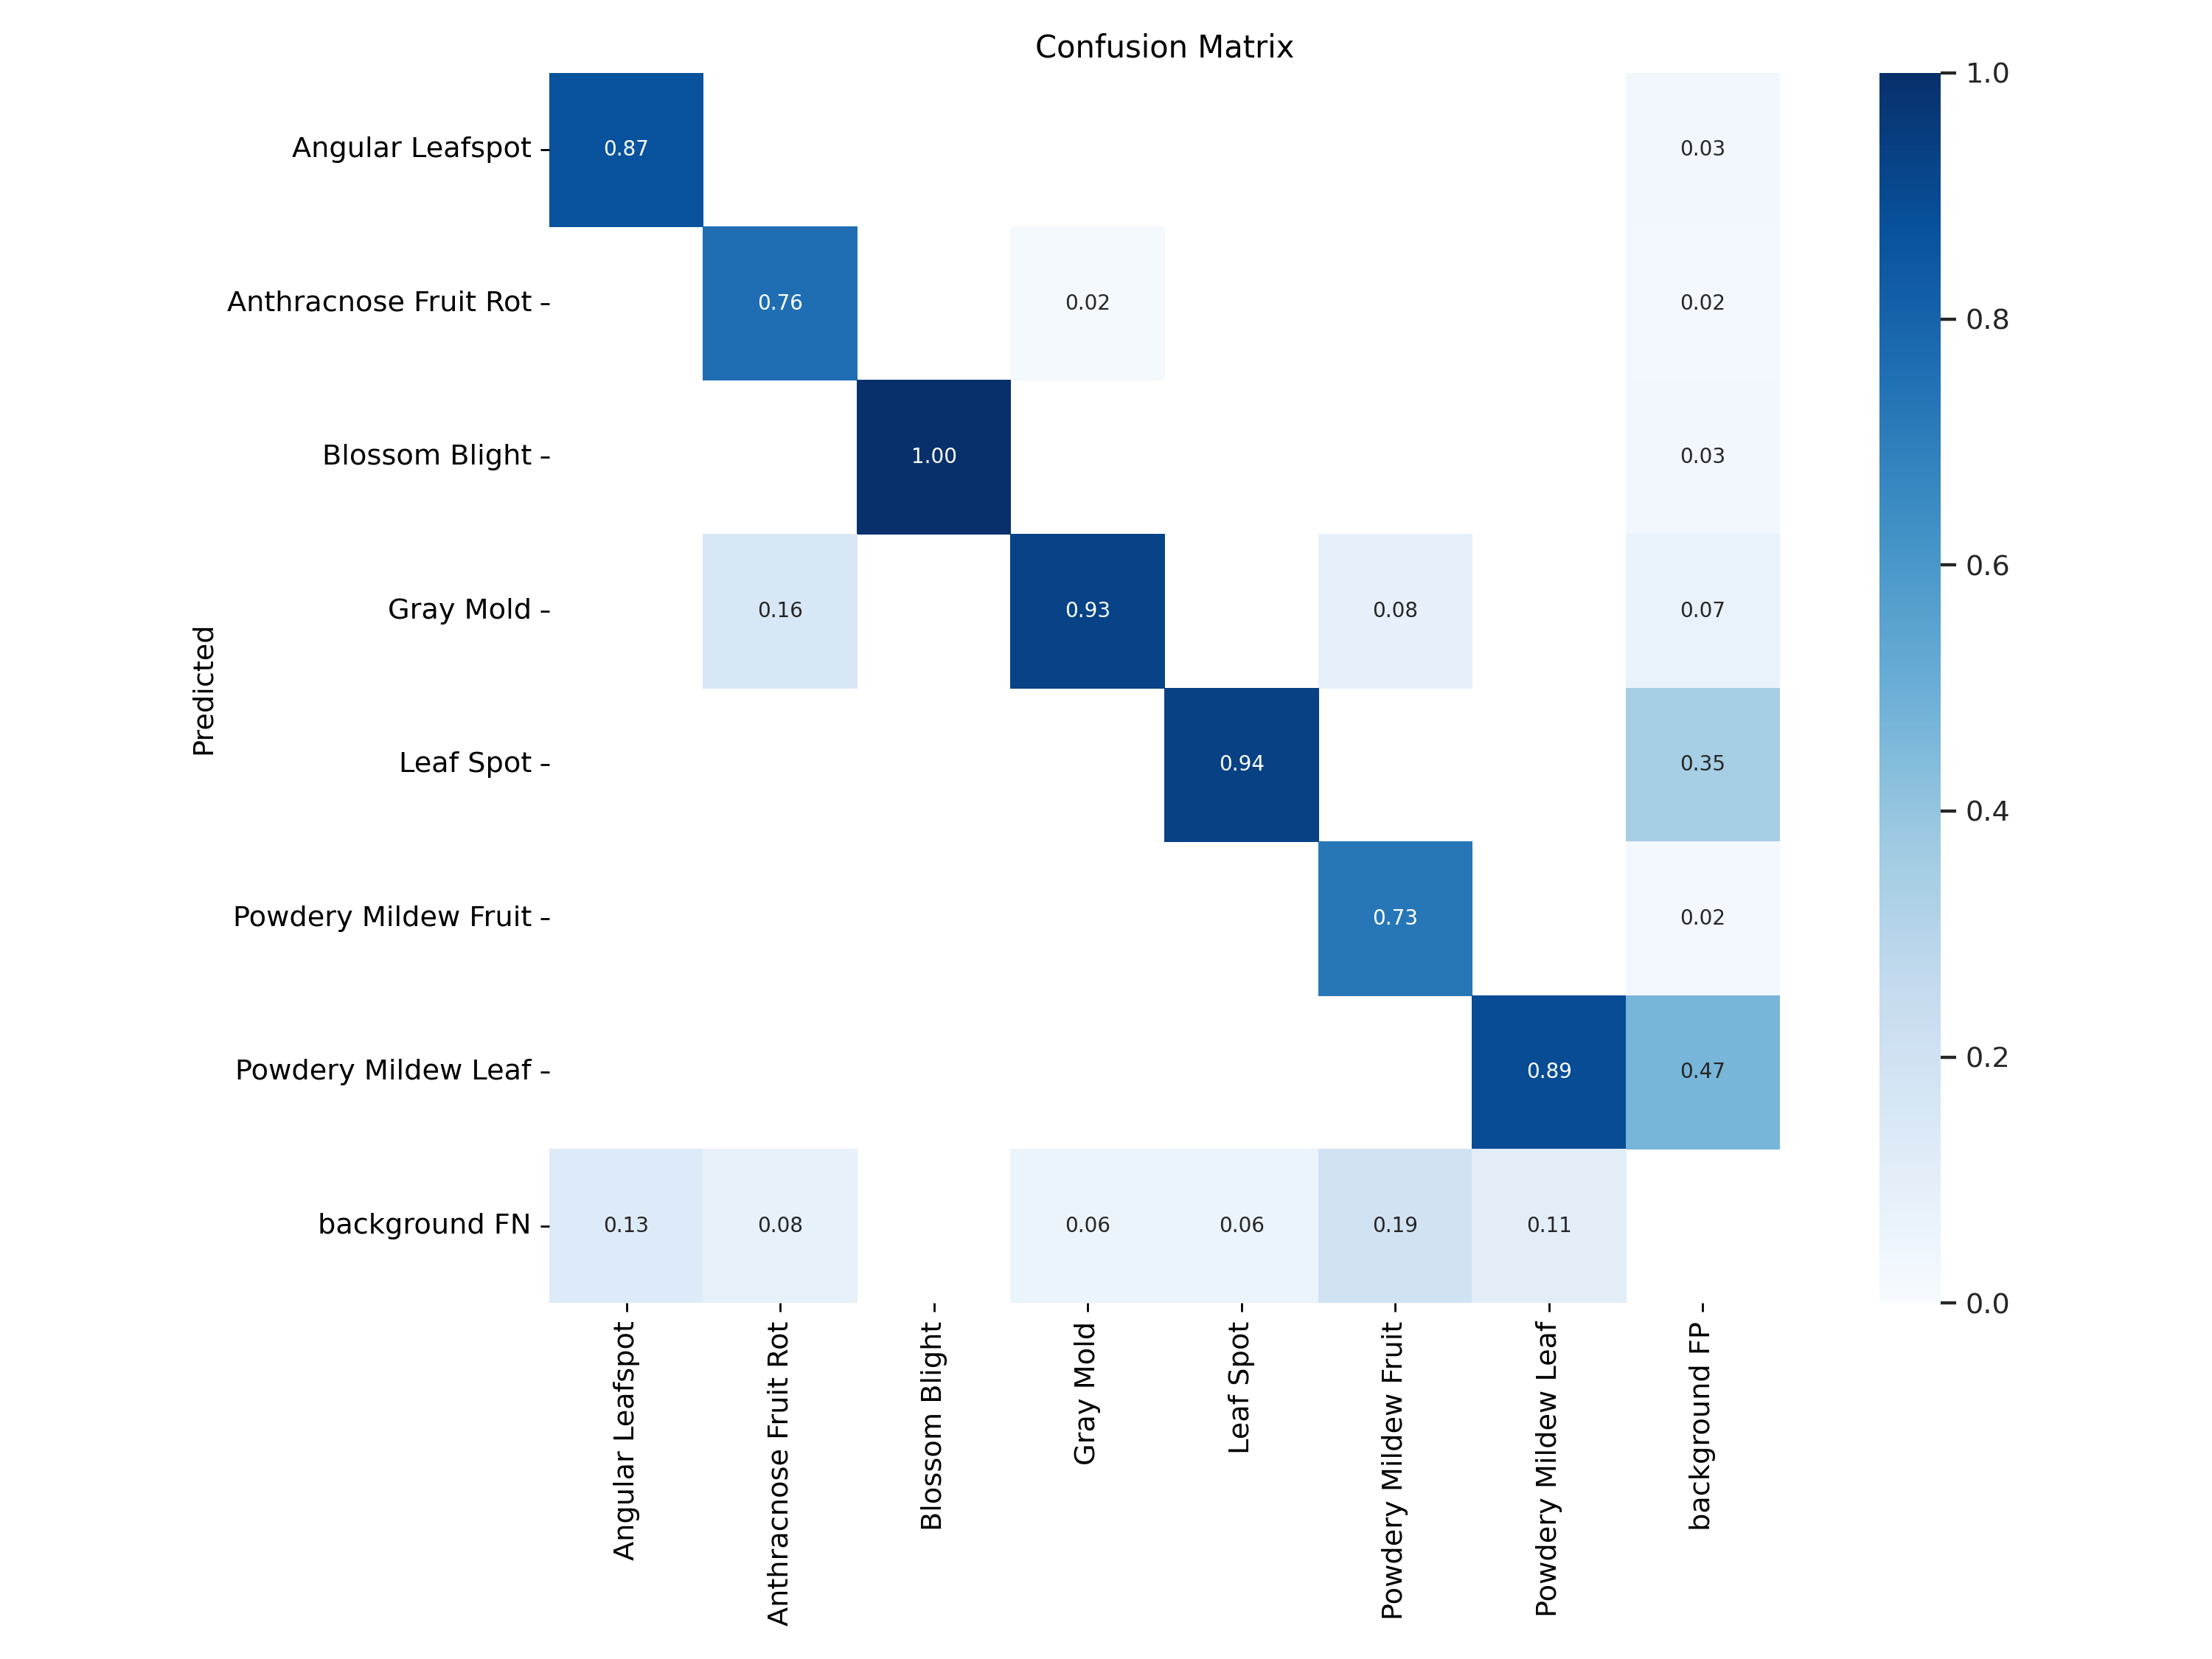 Confusion Matrix
Predicted
Angular Leafspot
0.87
0.03
Anthracnose Fruit Rot
0.76
0.02
0.02
Blossom Blight
1.00
0.03
Gray Mold
0.16
0.93
0.08
0.07
Leaf Spot
0.94
0.35
Powdery Mildew Fruit
0.73
0.02
Powdery Mildew Leaf
0.89
0.47
background FN
0.13
0.08
0.06
0.06
0.19
0.11
Angular Leafspot
Anthracnose Fruit Rot
Blossom Blight
Gray Mold
Leaf Spot
Powdery Mildew Fruit
Powdery Mildew Leaf
background FP
1.0
0.8
0.6
0.4
0.2
0.0